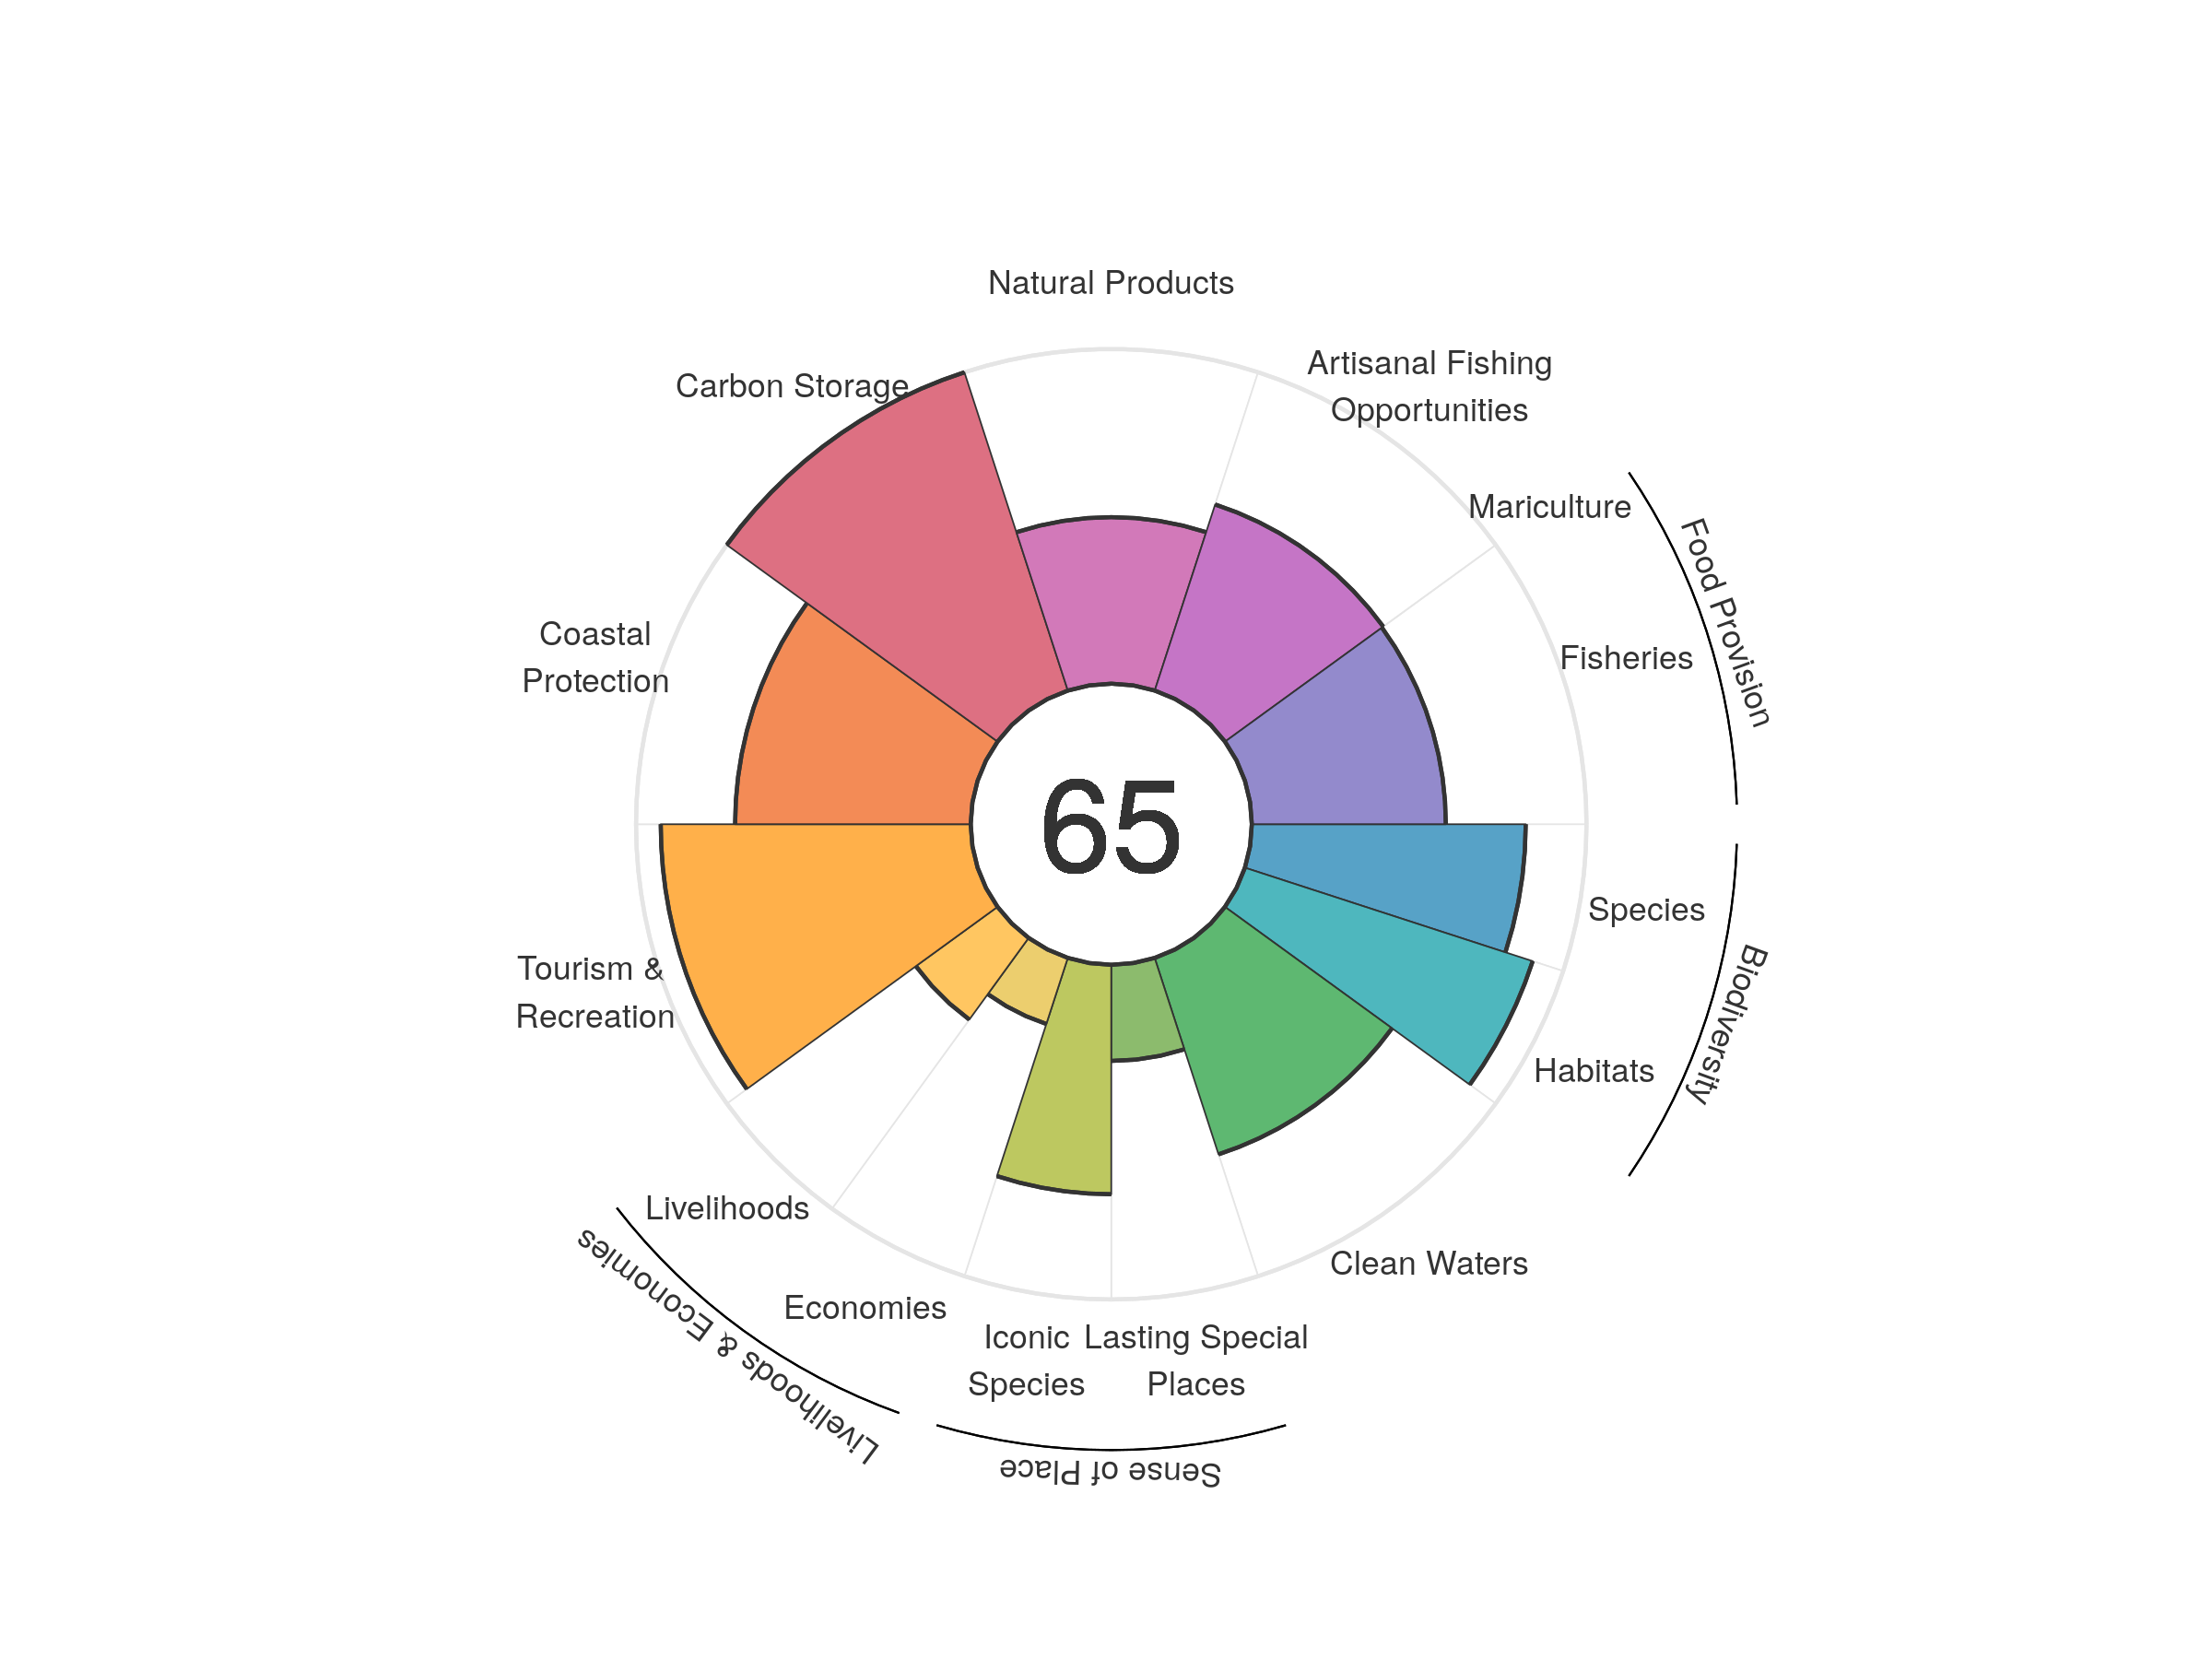 Natural Products
Artisanal Fishing
Opportunities
Carbon Storage
Mariculture
Food Provision
Coastal
Protection
Fisheries
65
Species
Biodiversity
Tourism &
Recreation
Habitats
Livelihoods
Clean Waters
Livelihoods & Economies
Economies
Iconic
Species
Lasting Special
Places
Sense of Place